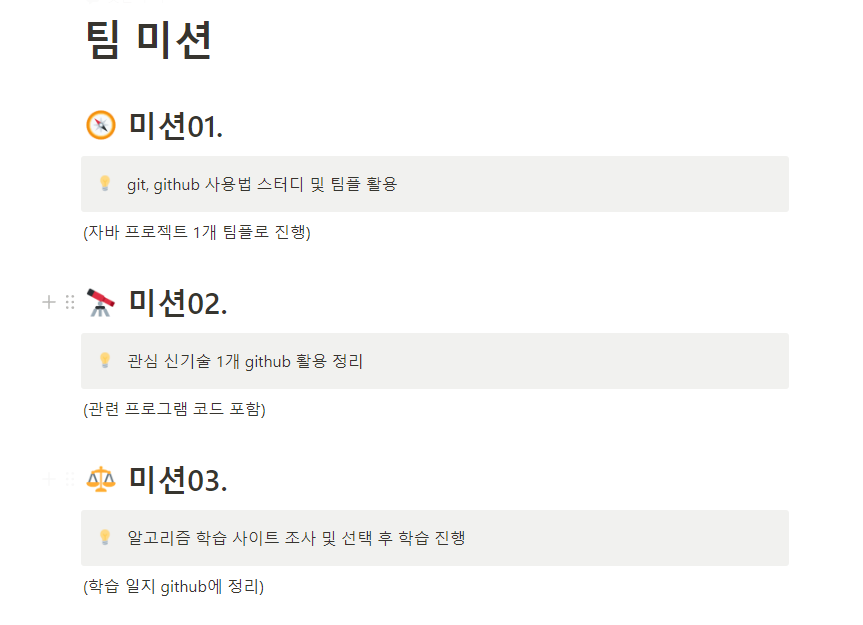 팀 미션
미션01.
git, github 사용법 스터디 및 팀플 활용
(자바 프로젝트 1개 팀플로 진행)
미션02.
관심 신기술 1개 github 활용 정리
(관련 프로그램 코드 포함)
미션03.
알고리즘 학습 사이트 조사 및 선택 후 학습 진행
(학습 일지 github에 정리)